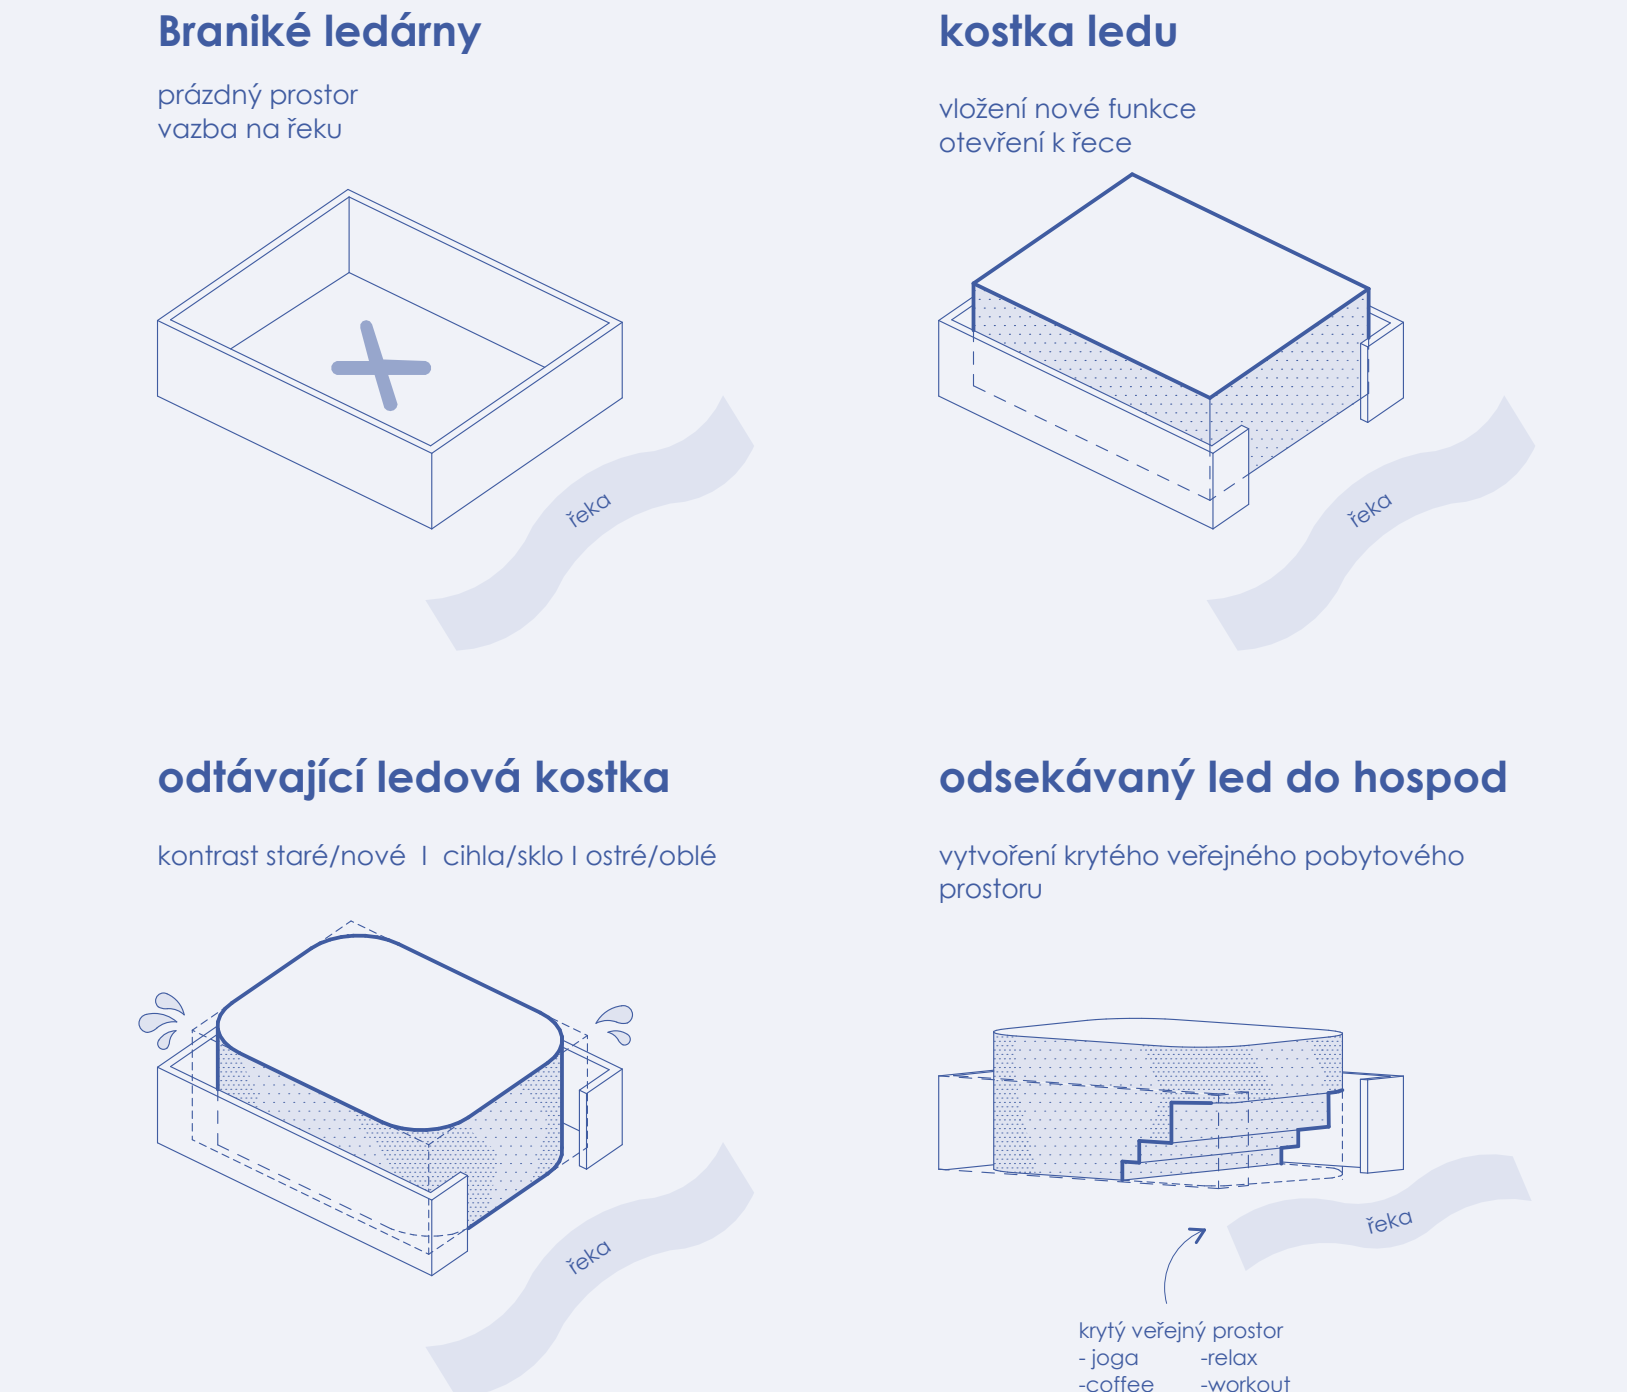 Braniké ledárny
prázdný prostor
vazba na řeku
řeka
kostka ledu
vložení nové funkce
otevření k řece
řeka
odtávající ledová kostka
kontrast staré/nové I cihla/sklo I ostré/oblé
řeka
odsekávaný led do hospod
vytvoření krytého veřejného pobytového
prostoru
řeka
krytý veřejný prostor
- joga -relax
-coffee -workout